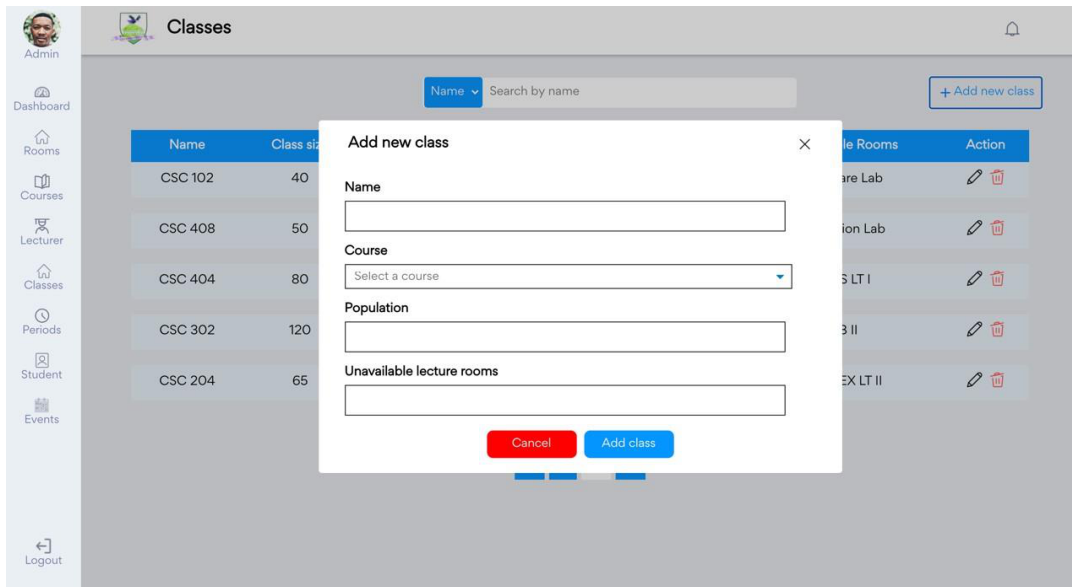 Admin
Dashboard
Rooms
Courses
Lecturer
Classes
Periods
Student
Events
Logout
Classes
Name Search by name
+ Add new class
Name Class siz le Rooms Action
CSC 102 40 are Lab
CSC 408 50 ion Lab
CSC 404 80 S LT I
CSC 302 120 B II
CSC 204 65 EX LT II
Add new class
Name
Course
Select a course
Population
Unavailable lecture rooms
Cancel Add class